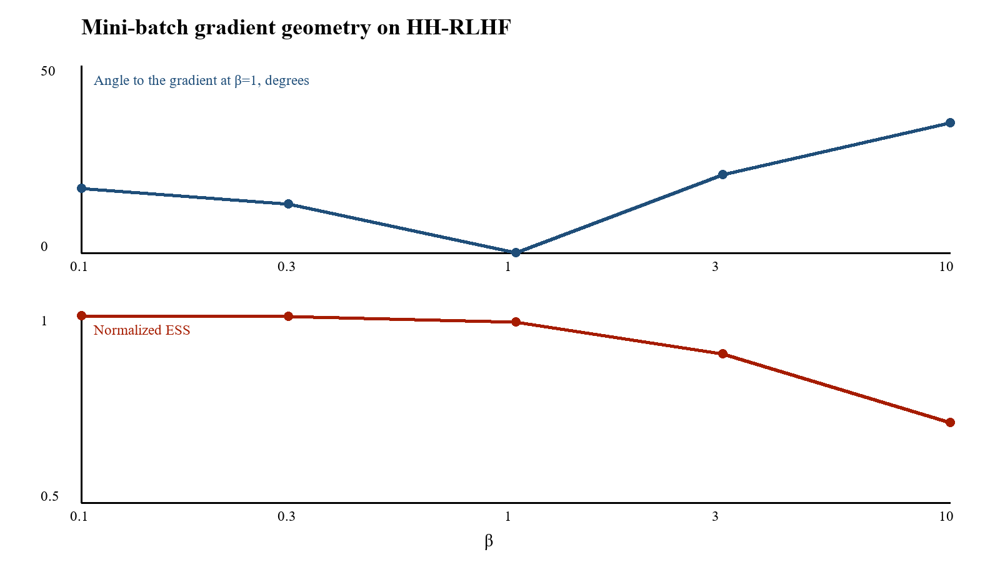 Mini-batch gradient geometry on HH-RLHF
50
Angle to the gradient at β=1, degrees
0
0.1 0.3 1 3 10
1
Normalized ESS
0.5
0.1 0.3 1 3 10
β